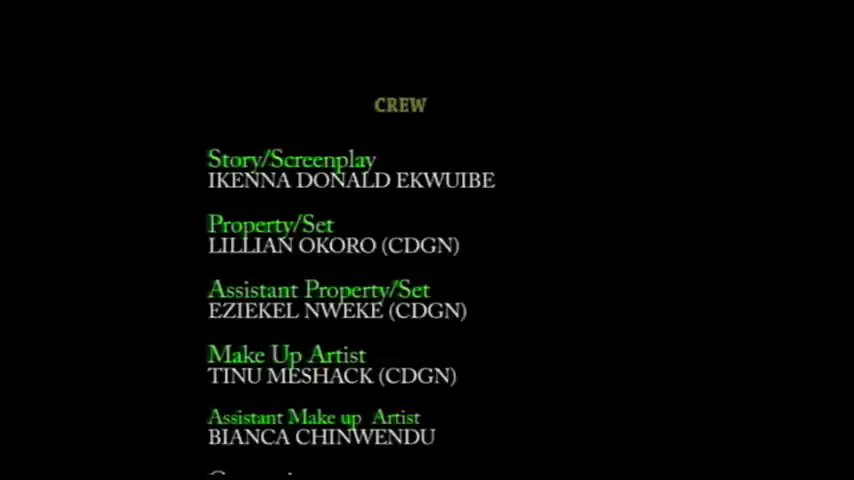 CREW
Story/Screenplay
IKENNA DONALD EKWUIBE
Property/Set
LILLIAN OKORO (CDGN)
Assistant Property/Set
EZIEKEL NWEKE (CDGN)
Make Up Artist
TINU MESHACK (CDGN)
Assistant Make up Artist
BIANCA CHINWENDU